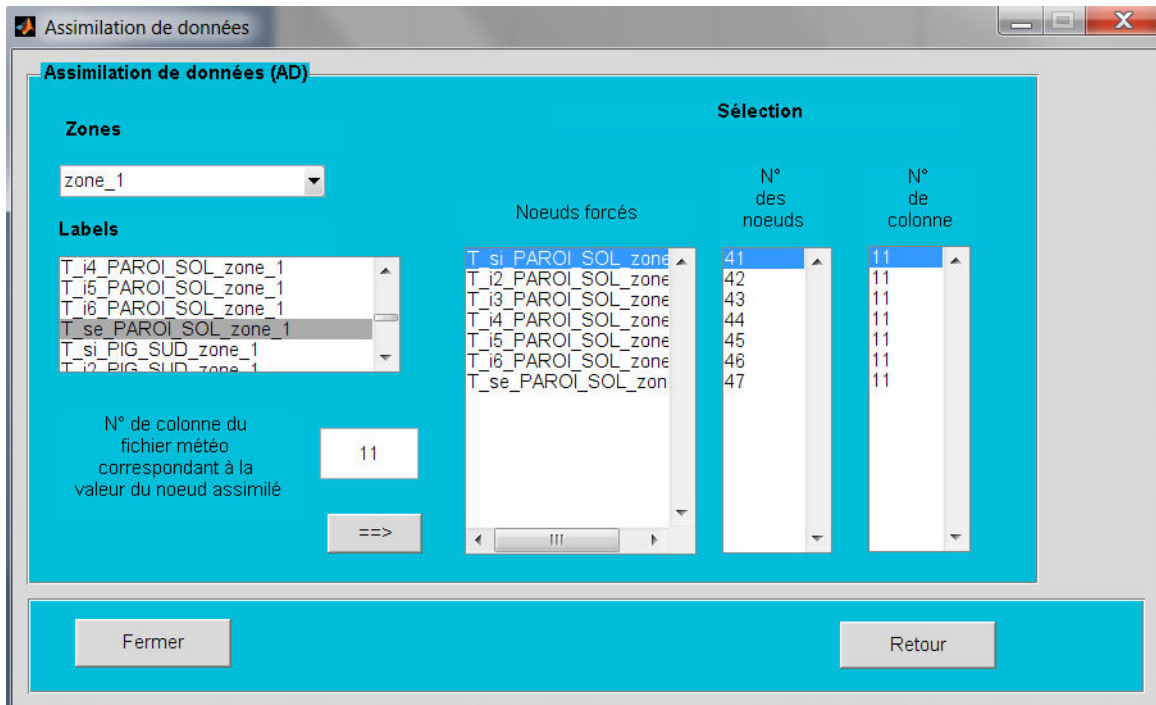 Assimilation de données
Assimilation de données (AD)
Sélection
Zones
zone_1
Labels
T_i4_PAROI_SOL_zone_1
T_i5_PAROI_SOL_zone_1
T_i6_PAROI_SOL_zone_1
T_se_PAROI_SOL_zone_1
T_si_PIG_SUD_zone_1
T_i2_PIG_SUD_zone_1
N° de colonne du
fichier météo
correspondant à la
valeur du noeud assimilé
11
==>
Noeuds forcés
T_si_PAROI_SOL_zone
T_i2_PAROI_SOL_zone
T_i3_PAROI_SOL_zone
T_i4_PAROI_SOL_zone
T_i5_PAROI_SOL_zone
T_i6_PAROI_SOL_zone
T_se_PAROI_SOL_zon
N°
des
noeuds
41
42
43
44
45
46
47
N°
de
colonne
11
11
11
11
11
11
11
Fermer
Retour